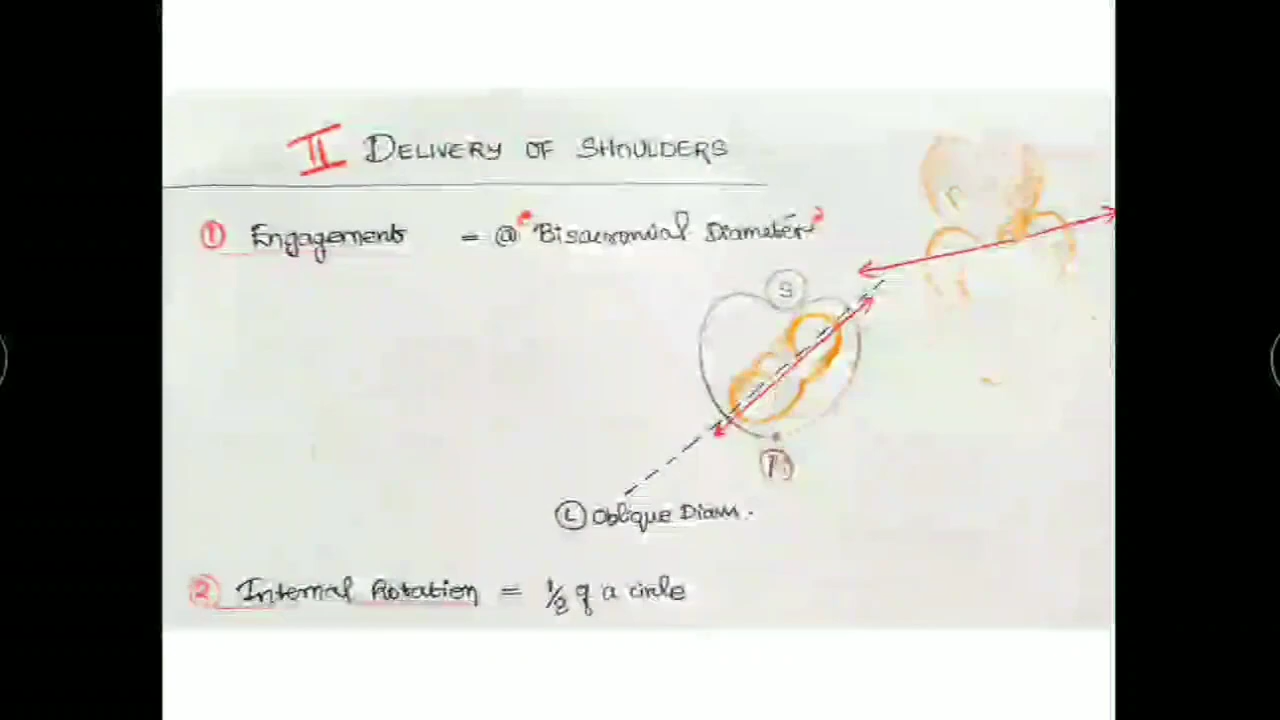 II DELIVERY OF SHOULDERS
① Engagement = @ "Bisacromial Diameter"
S
P
Ⓛ Oblique Diam.
② Internal Rotation = 1/8 of a circle